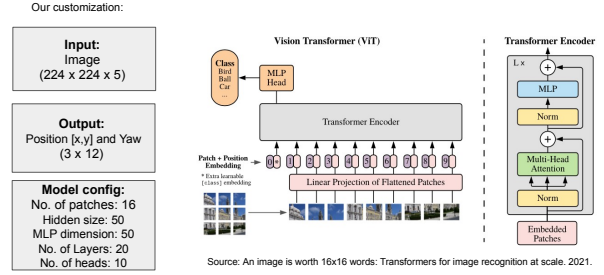 Our customization:
Input:
Image
(224 x 224 x 5)
Output:
Position [x,y] and Yaw
(3 x 12)
Model config:
No. of patches: 16
Hidden size: 50
MLP dimension: 50
No. of Layers: 20
No. of heads: 10
Vision Transformer (ViT)
Class
Bird
Ball
Car
...
MLP
Head
Transformer Encoder
Patch + Position
Embedding
0 * 1 2 3 4 5 6 7 8 9
* Extra learnable
[class] embedding
Linear Projection of Flattened Patches
Transformer Encoder
L x
+
MLP
Norm
+
Multi-Head
Attention
Norm
Embedded
Patches
Source: An image is worth 16x16 words: Transformers for image recognition at scale. 2021.